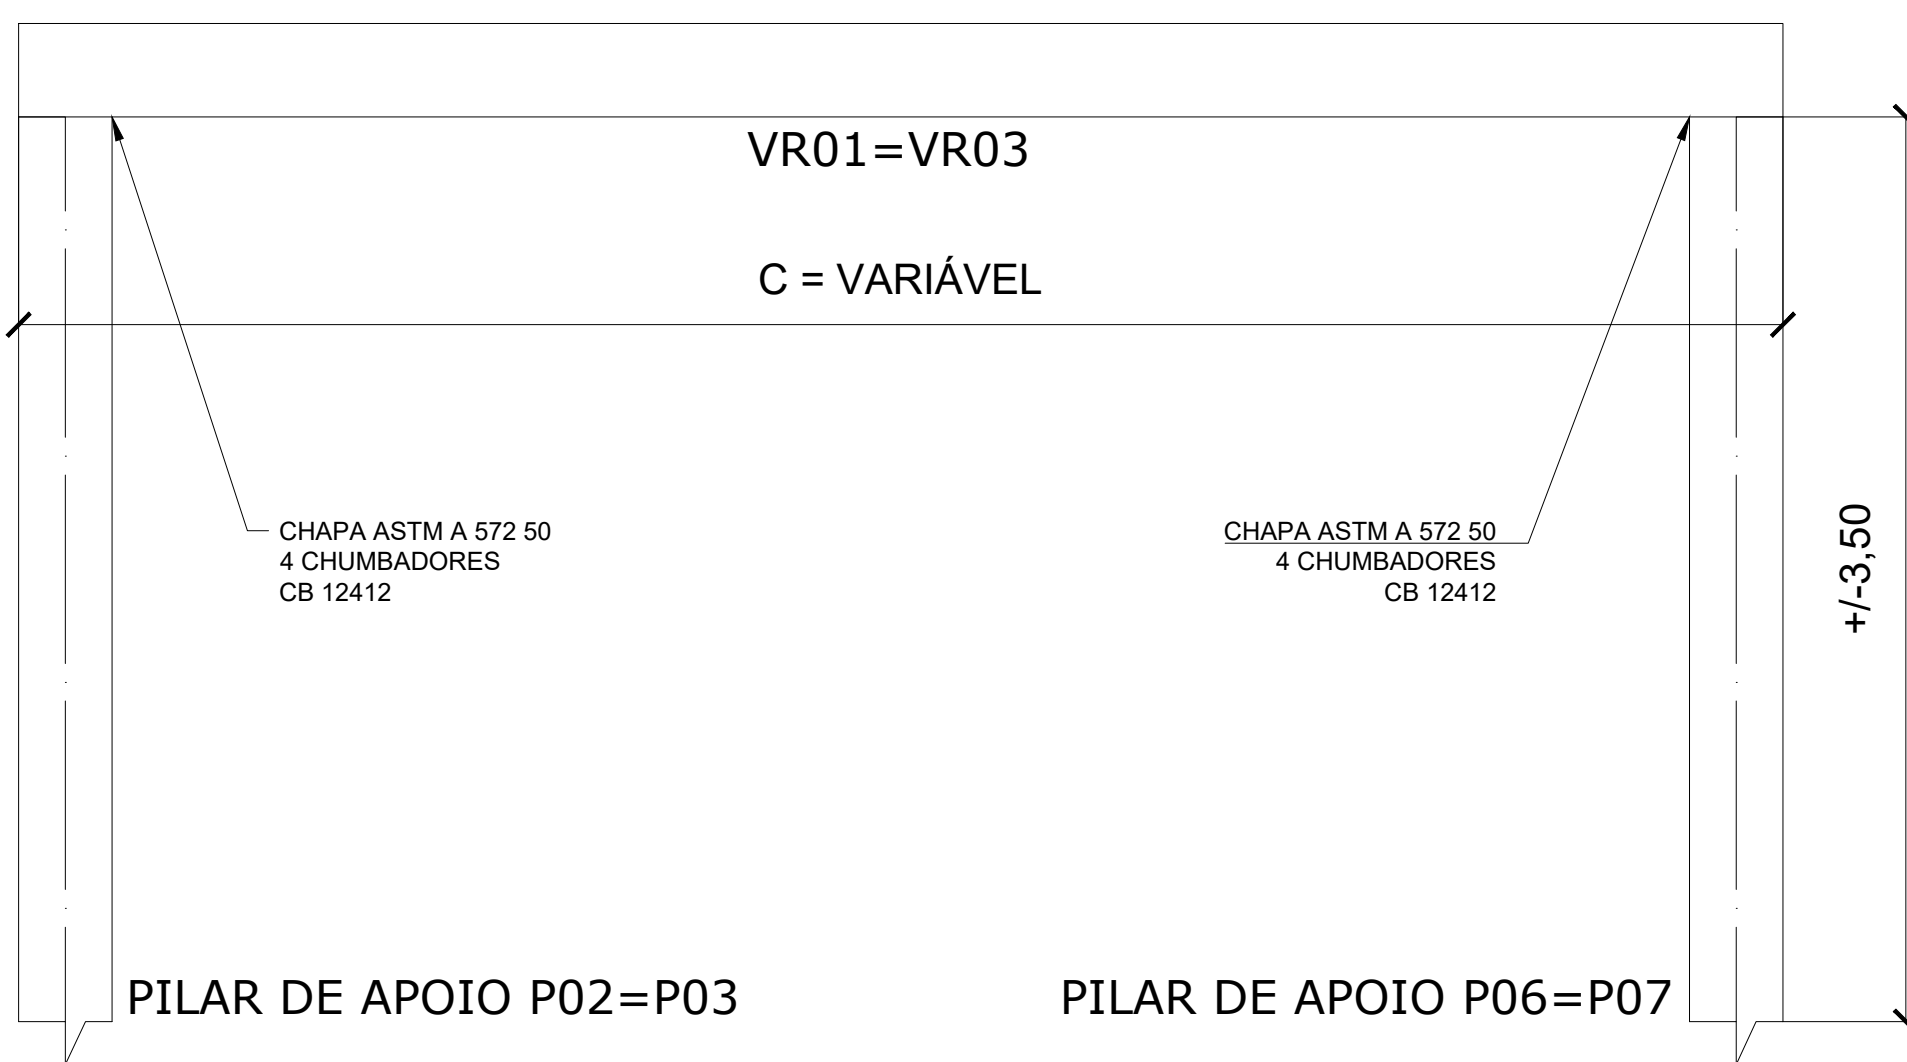 VR01=VR03
C = VARIÁVEL
CHAPA ASTM A 572 50
4 CHUMBADORES
CB 12412
CHAPA ASTM A 572 50
4 CHUMBADORES
CB 12412
+/-3,50
PILAR DE APOIO P02=P03
PILAR DE APOIO P06=P07